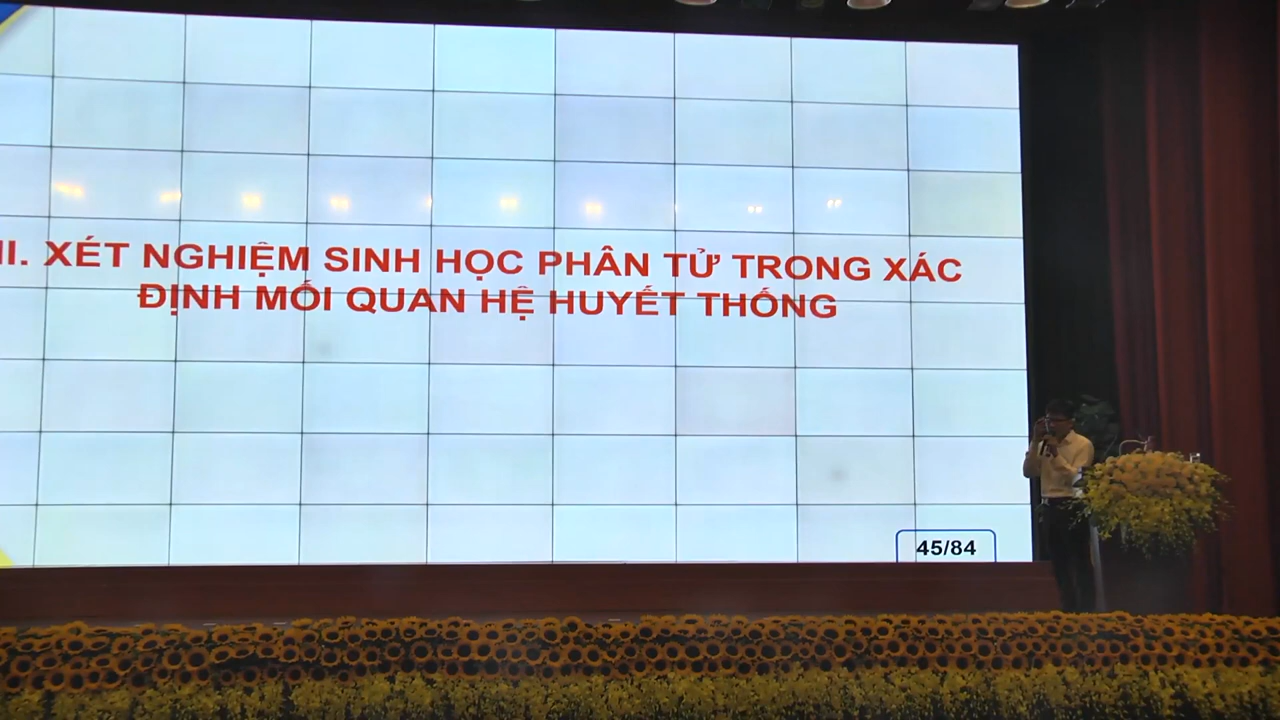 II. XÉT NGHIỆM SINH HỌC PHÂN TỬ TRONG XÁC
ĐỊNH MỐI QUAN HỆ HUYẾT THỐNG
45/84